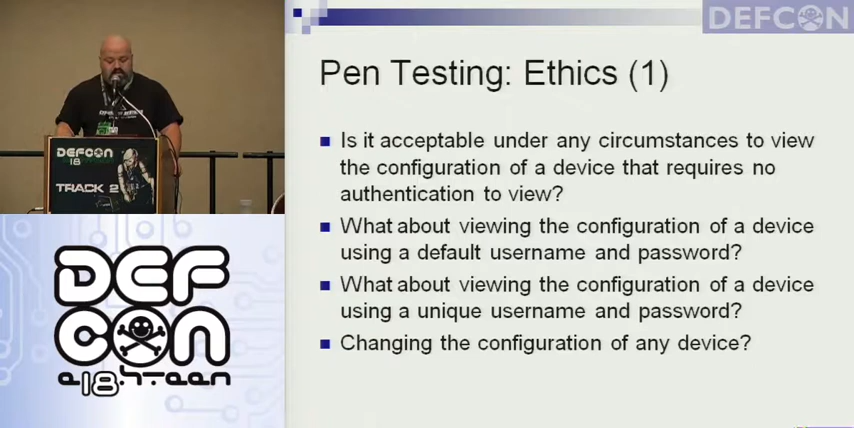 DEFCON
Pen Testing: Ethics (1)
Is it acceptable under any circumstances to view
the configuration of a device that requires no
authentication to view?
What about viewing the configuration of a device
using a default username and password?
What about viewing the configuration of a device
using a unique username and password?
Changing the configuration of any device?
DEFCON
18
TRACK 2
DEF
CON
e18hteen